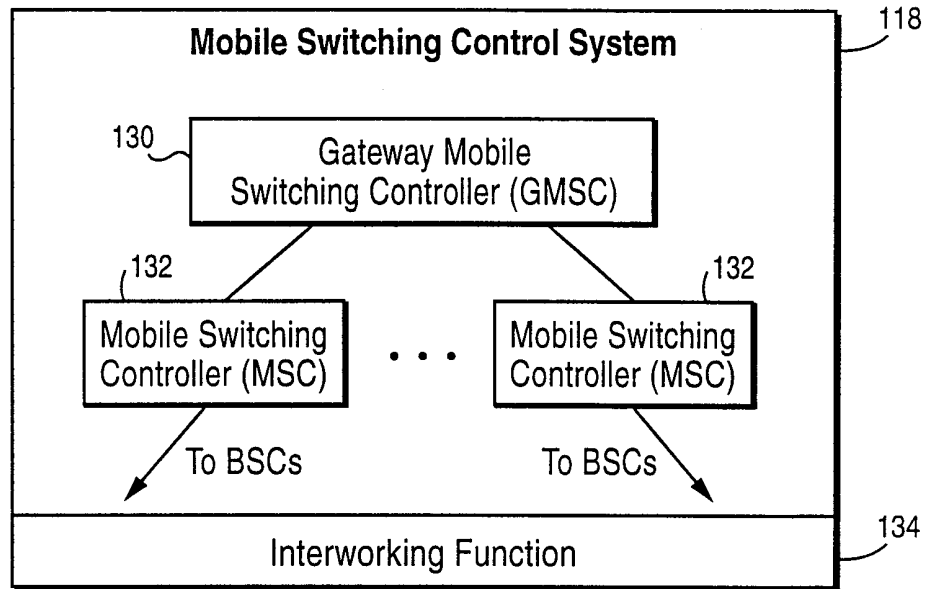 Mobile Switching Control System
118
130
Gateway Mobile
Switching Controller (GMSC)
132
132
Mobile Switching
Controller (MSC)
. . .
Mobile Switching
Controller (MSC)
To BSCs
To BSCs
Interworking Function
134